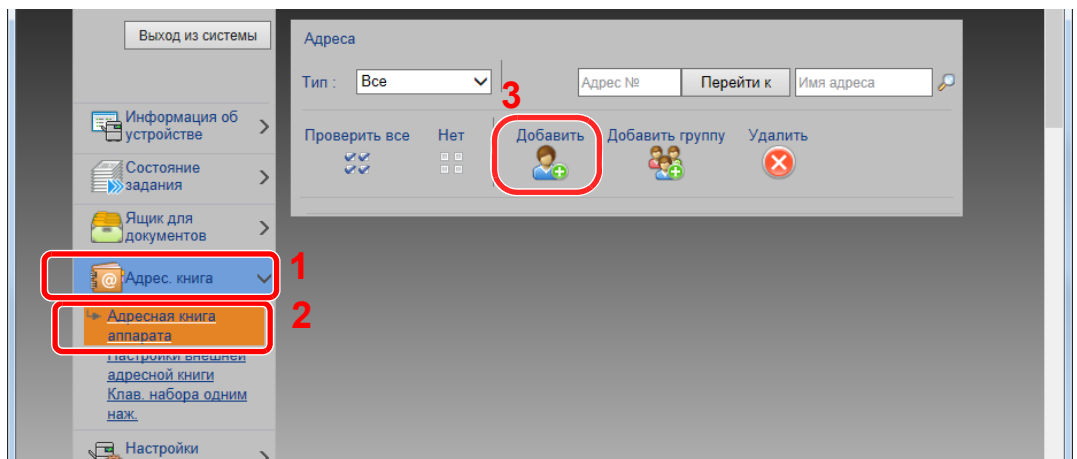 Выход из системы
Адреса
Тип :
Все
Адрес №
Перейти к
Имя адреса
3
Информация об
устройстве
Проверить все
Нет
Добавить
Добавить группу
Удалить
Состояние
задания
Ящик для
документов
Адрес. книга
1
Адресная книга
аппарата
2
Настройки внешней
адресной книги
Клав. набора одним
наж.
Настройки